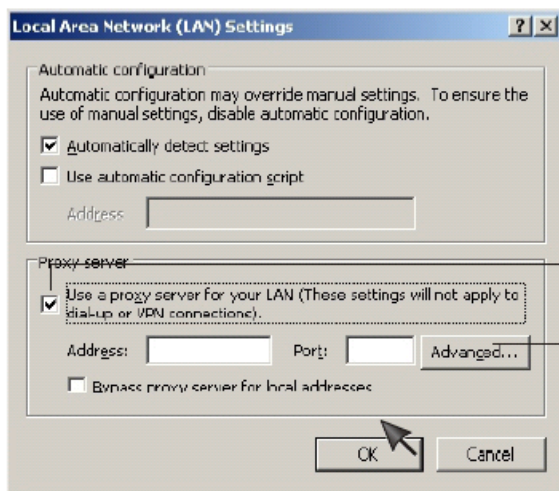 Local Area Network (LAN) Settings
Automatic configuration
Automatic configuration may override manual settings. To ensure the
use of manual settings, disable automatic configuration.
Automatically detect settings
Use automatic configuration script
Address
Proxy server
Use a proxy server for your LAN (These settings will not apply to
dial-up or VPN connections).
Address:
Port:
Advanced...
Bypass proxy server for local addresses
OK
Cancel